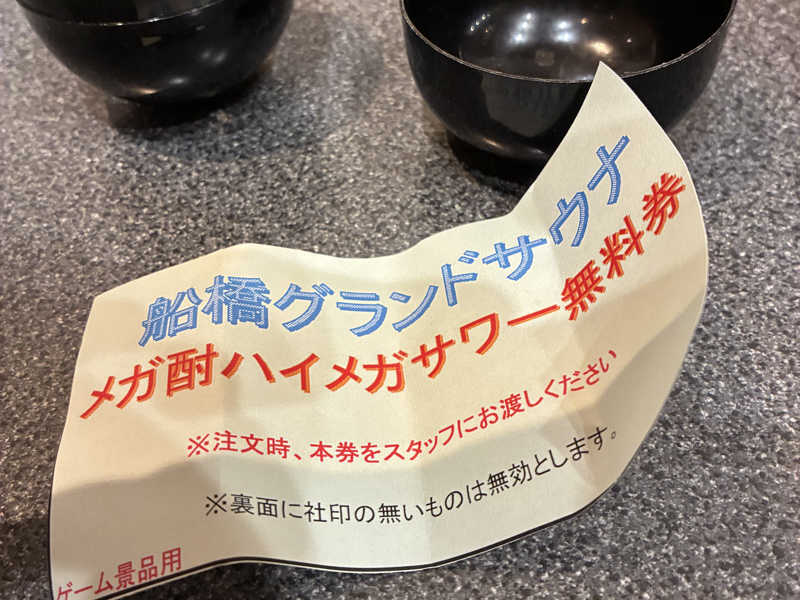 船橋グランドサウナ
メガ酎ハイメガサワー無料券
※注文時、本券をスタッフにお渡しください
※裏面に社印の無いものは無効とします。
ゲーム景品用